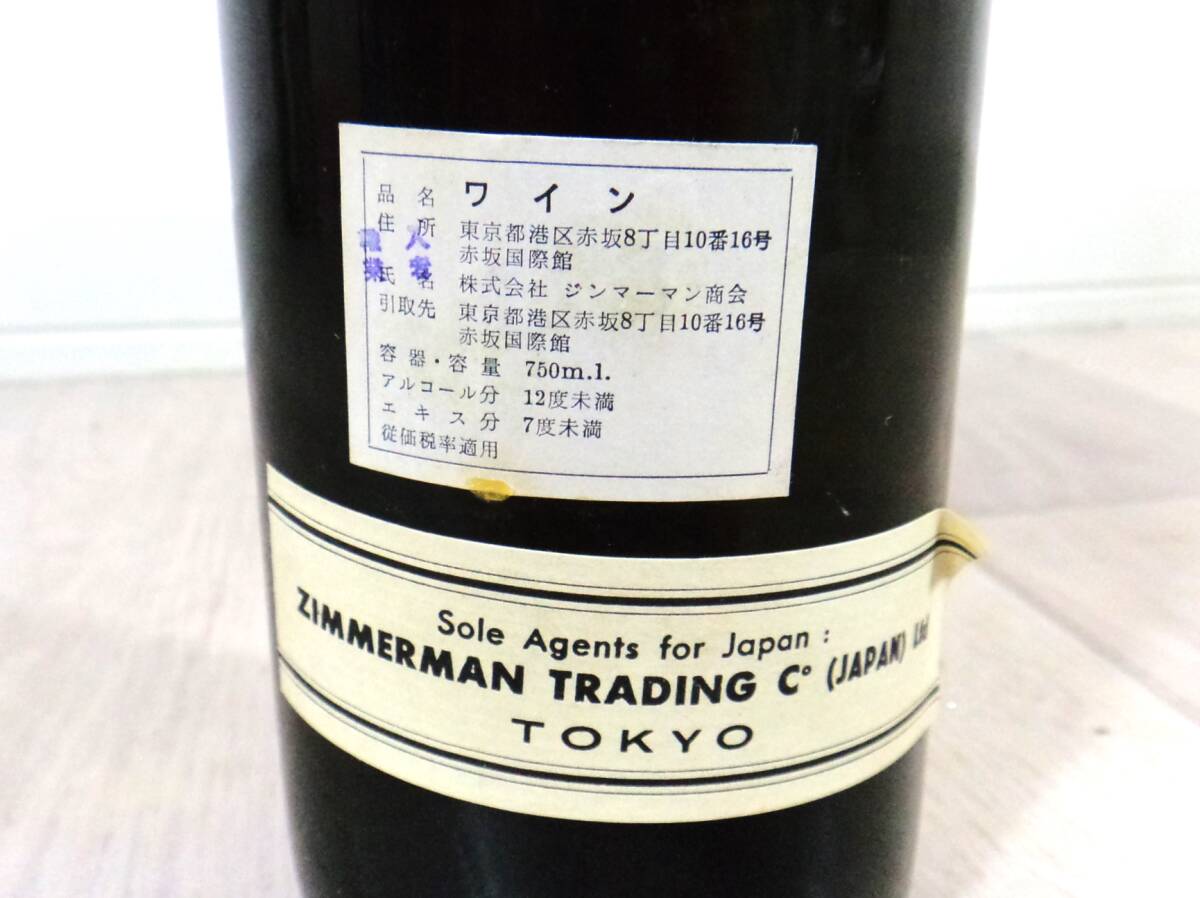 品名 ワイン
住所 東京都港区赤坂8丁目10番16号
赤坂国際館
氏名 株式会社 ジンマーマン商会
引取先 東京都港区赤坂8丁目10番16号
赤坂国際館
容器・容量 750m.l.
アルコール分 12度未満
エキス分 7度未満
従価税率適用
Sole Agents for Japan :
ZIMMERMAN TRADING Cº (JAPAN) Ltd
TOKYO